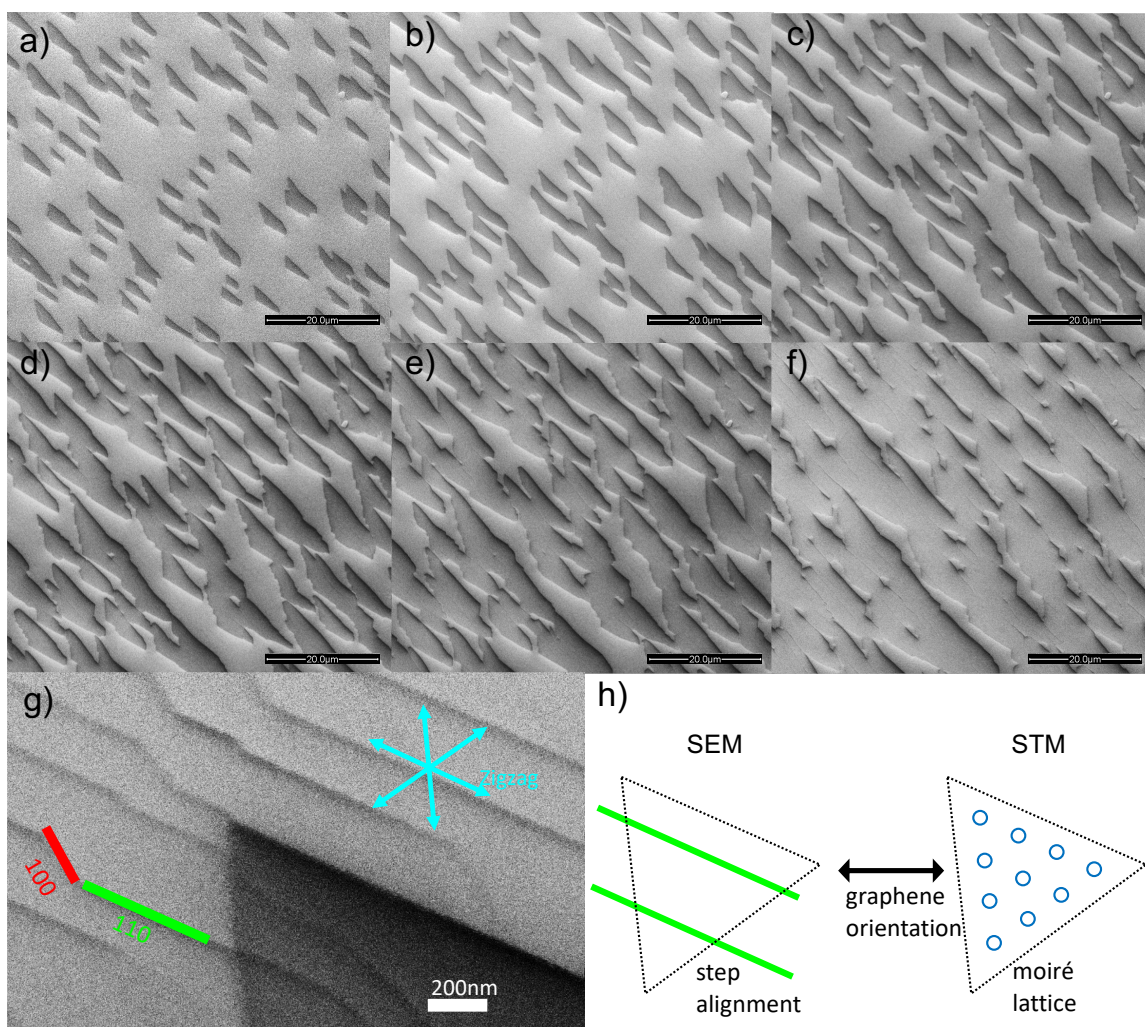 a)
b)
c)
20.0µm
20.0µm
20.0µm
d)
e)
f)
20.0µm
20.0µm
20.0µm
g)
Zigzag
100
110
200nm
h)
SEM
STM
graphene
orientation
step
alignment
moiré
lattice